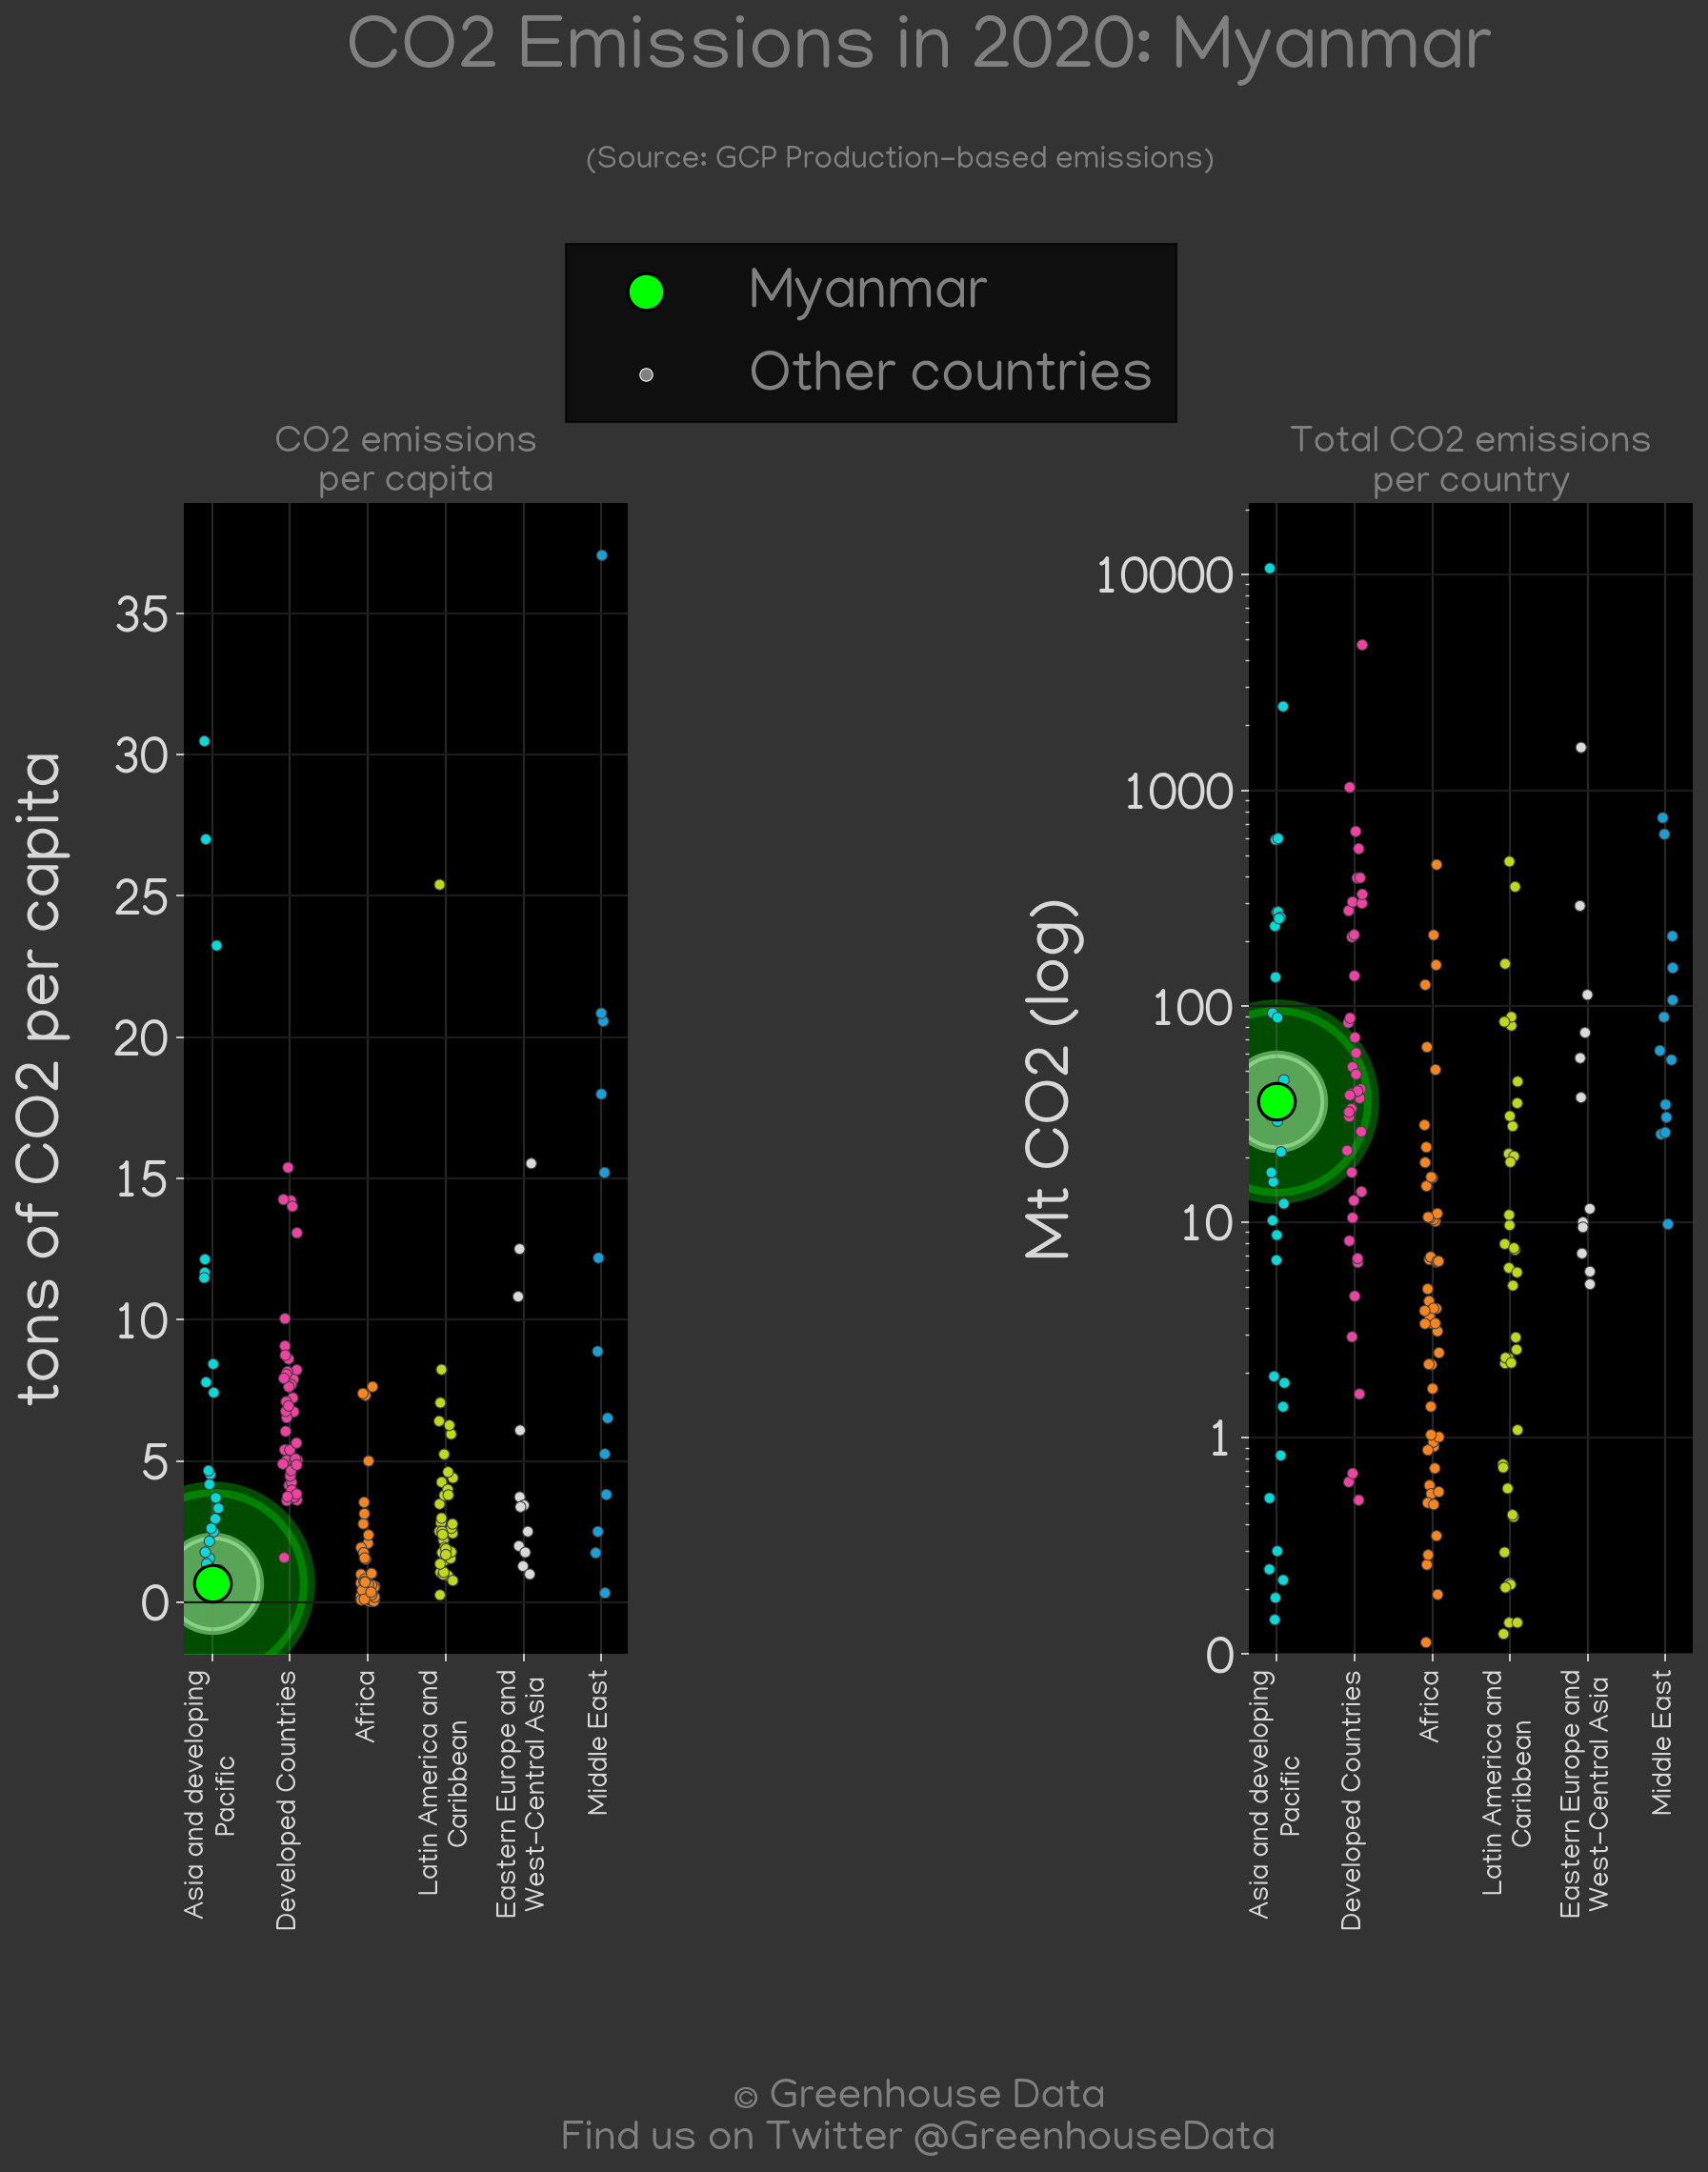 CO2 Emissions in 2020: Myanmar
(Source: GCP Production-based emissions)
Myanmar
Other countries
CO2 emissions
per capita
tons of CO2 per capita
35
30
25
20
15
10
5
0
Asia and developing
Pacific
Developed Countries
Africa
Latin America and
Caribbean
Eastern Europe and
West-Central Asia
Middle East
Total CO2 emissions
per country
Mt CO2 (log)
10000
1000
100
10
1
0
Asia and developing
Pacific
Developed Countries
Africa
Latin America and
Caribbean
Eastern Europe and
West-Central Asia
Middle East
© Greenhouse Data
Find us on Twitter @GreenhouseData